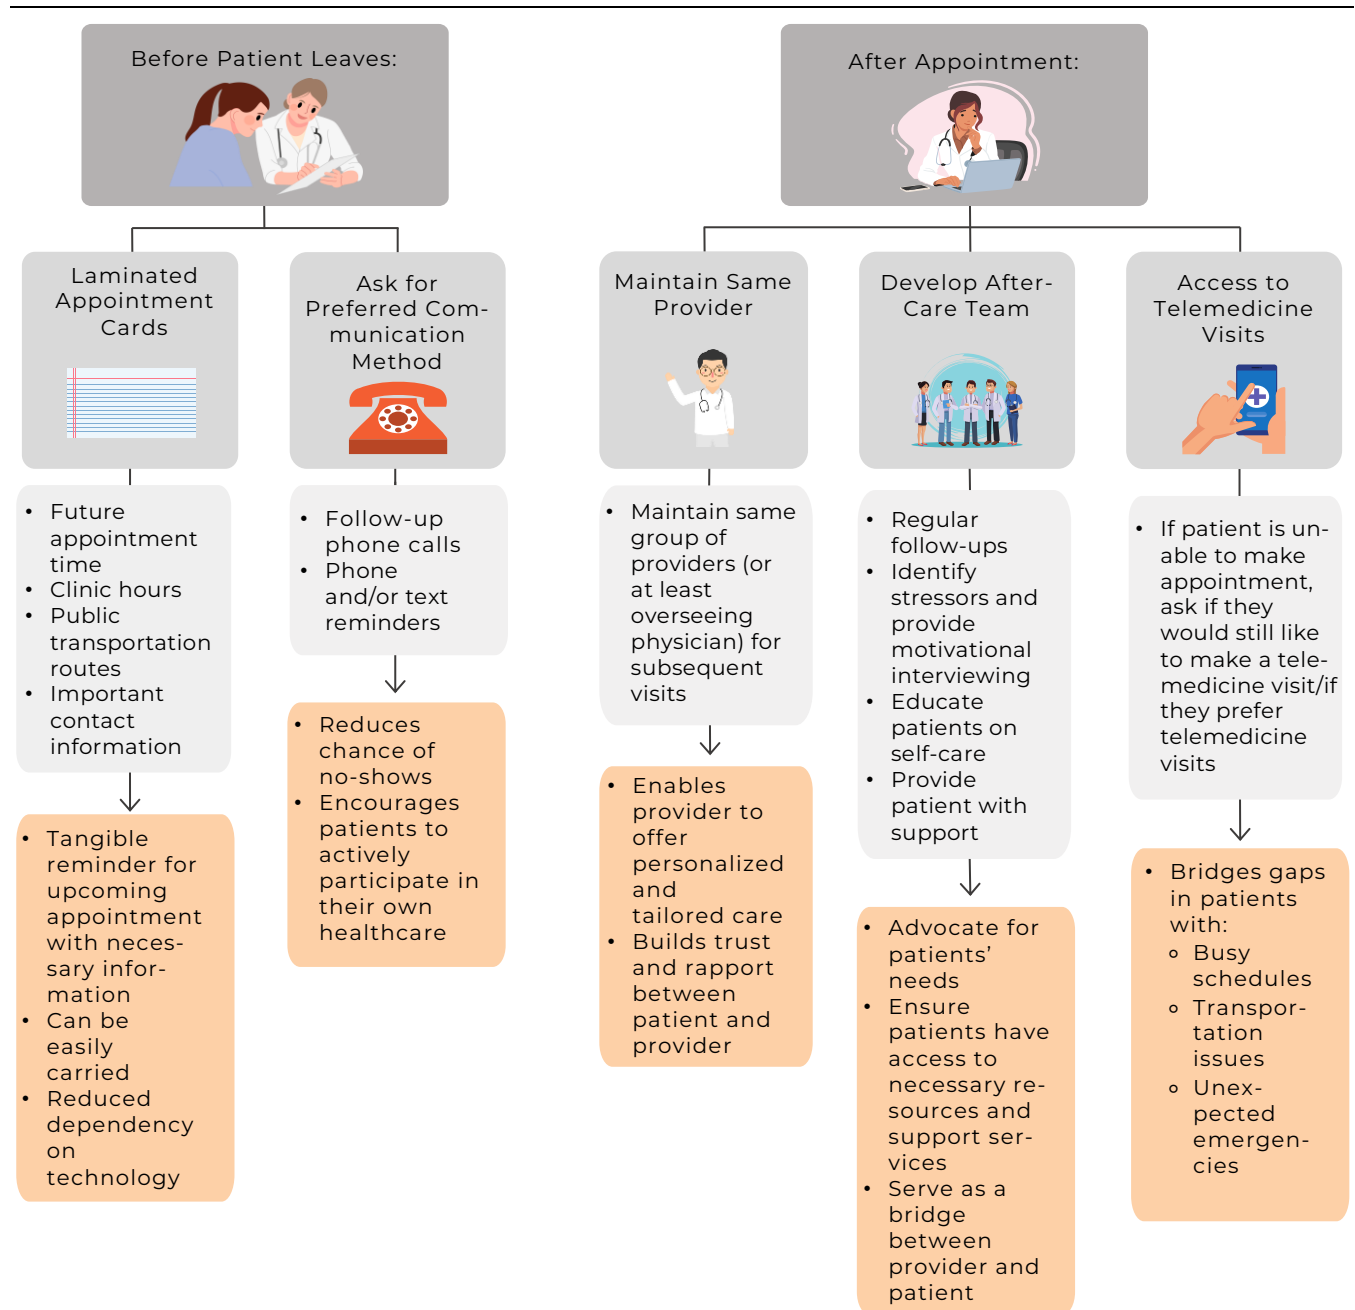 Before Patient Leaves:
Laminated
Appointment
Cards
• Future
appointment
time
• Clinic hours
• Public
transportation
routes
• Important
contact
information
• Tangible
reminder for
upcoming
appointment
with neces-
sary infor-
mation
• Can be
easily
carried
• Reduced
dependency
on
technology
Ask for
Preferred Com-
munication
Method
• Follow-up
phone calls
• Phone
and/or text
reminders
• Reduces
chance of
no-shows
• Encourages
patients to
actively
participate in
their own
healthcare
After Appointment:
Maintain Same
Provider
• Maintain same
group of
providers (or
at least
overseeing
physician) for
subsequent
visits
• Enables
provider to
offer
personalized
and
tailored care
• Builds trust
and rapport
between
patient and
provider
Develop After-
Care Team
• Regular
follow-ups
• Identify
stressors and
provide
motivational
interviewing
• Educate
patients on
self-care
• Provide
patient with
support
• Advocate for
patients’
needs
• Ensure
patients have
access to
necessary re-
sources and
support ser-
vices
• Serve as a
bridge
between
provider and
patient
Access to
Telemedicine
Visits
• If patient is un-
able to make
appointment,
ask if they
would still like
to make a tele-
medicine visit/if
they prefer
telemedicine
visits
• Bridges gaps
in patients
with:
◦ Busy
schedules
◦ Transpor-
tation
issues
◦ Unex-
pected
emergen-
cies